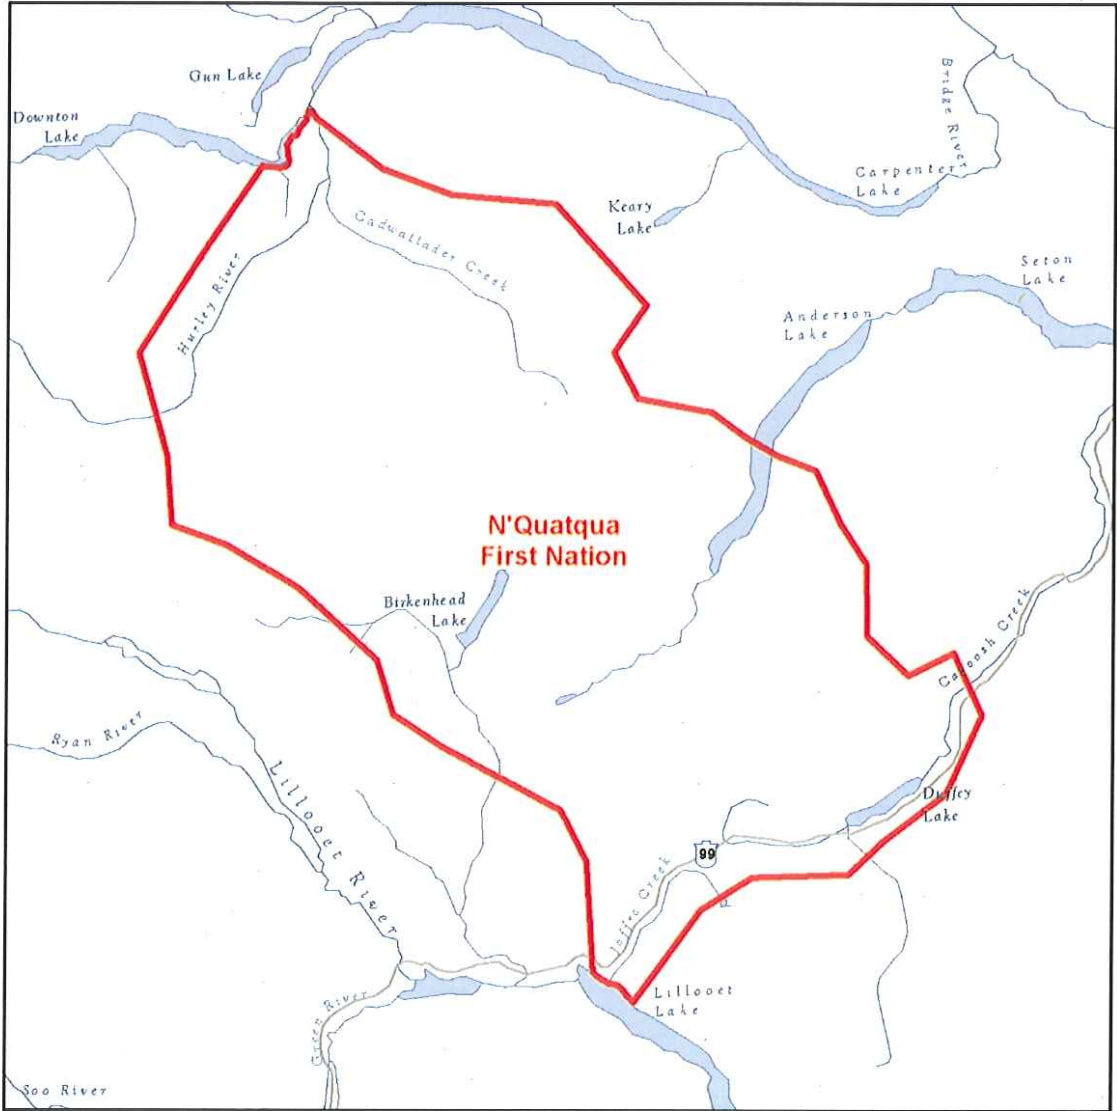 Gun Lake
Downton
Lake
Bridge River
Carpenter
Lake
Keary
Lake
Cadwallader Creek
Seton
Lake
Hurley River
Anderson
Lake
N'Quatqua
First Nation
Birkenhead
Lake
Cayoosh Creek
Ryan River
Lillooet River
Duffey
Lake
99
Joffre Creek
Lillooet
Lake
Green River
Soo River